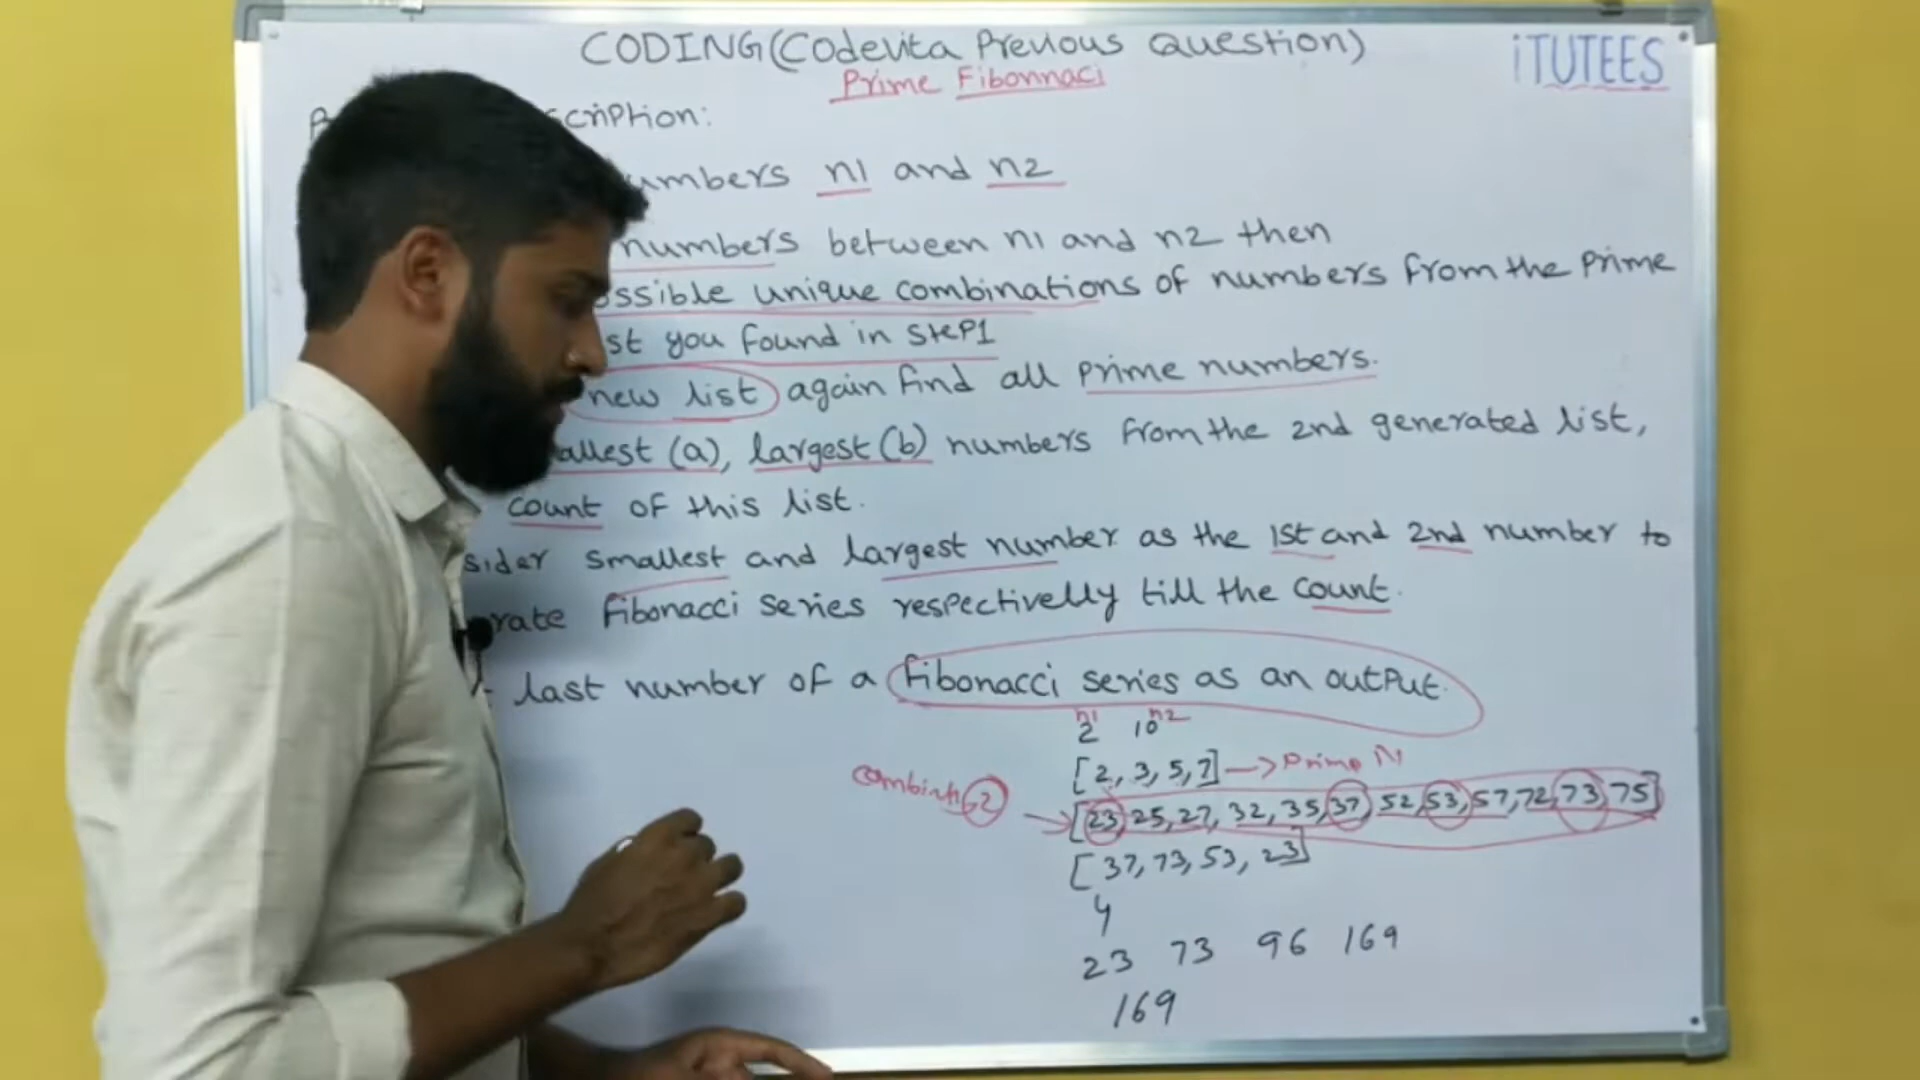 CODING(Codevita Previous Question)
iTUTEES
Prime Fibonnaci
cription:
umbers n1 and n2
numbers between n1 and n2 then
ssible unique combinations of numbers from the prime
st you found in step1
new list again find all prime numbers.
allest (a), largest (b) numbers from the 2nd generated list,
count of this list.
sider smallest and largest number as the 1st and 2nd number to
rate fibonacci series respectivelly till the count.
last number of a fibonacci series as an output.
n1 n2
2 10
[2, 3, 5, 7] -> Prime
2
[23, 25, 27, 32, 35, 37, 52, 53, 57, 72, 73, 75]
[37, 73, 53, 23]
4
23 73 96 169
169